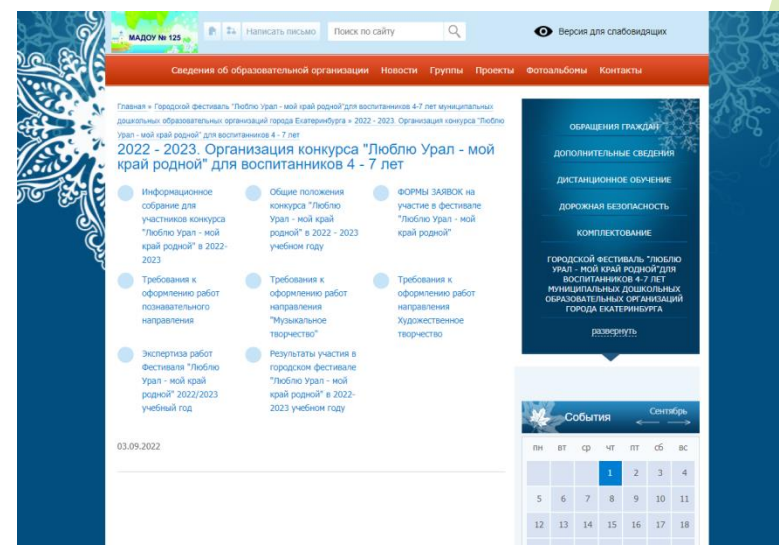 МАДОУ № 125
Написать письмо
Поиск по сайту
Версия для слабовидящих
Сведения об образовательной организации Новости Группы Проекты Фотоальбомы Контакты
Главная » Городской фестиваль "Люблю Урал - мой край родной"для воспитанников 4-7 лет муниципальных
дошкольных образовательных организаций города Екатеринбурга » 2022 - 2023. Организация конкурса "Люблю
Урал - мой край родной" для воспитанников 4 - 7 лет
2022 - 2023. Организация конкурса "Люблю Урал - мой
край родной" для воспитанников 4 - 7 лет
Информационное
собрание для
участников конкурса
"Люблю Урал - мой
край родной" в 2022-
2023
Общие положения
конкурса "Люблю
Урал - мой край
родной" в 2022 - 2023
учебном году
ФОРМЫ ЗАЯВОК на
участие в фестивале
"Люблю Урал - мой
край родной"
Требования к
оформлению работ
познавательного
направления
Требования к
оформлению работ
направления
"Музыкальное
творчество"
Требования к
оформлению работ
направления
Художественное
творчество
Экспертиза работ
Фестиваля "Люблю
Урал - мой край
родной" 2022/2023
учебный год
Результаты участия в
городском фестивале
"Люблю Урал - мой
край родной" в 2022-
2023 учебном году
03.09.2022
ОБРАЩЕНИЯ ГРАЖДАН
ДОПОЛНИТЕЛЬНЫЕ СВЕДЕНИЯ
ДИСТАНЦИОННОЕ ОБУЧЕНИЕ
ДОРОЖНАЯ БЕЗОПАСНОСТЬ
КОМПЛЕКТОВАНИЕ
ГОРОДСКОЙ ФЕСТИВАЛЬ "ЛЮБЛЮ
УРАЛ - МОЙ КРАЙ РОДНОЙ"ДЛЯ
ВОСПИТАННИКОВ 4-7 ЛЕТ
МУНИЦИПАЛЬНЫХ ДОШКОЛЬНЫХ
ОБРАЗОВАТЕЛЬНЫХ ОРГАНИЗАЦИЙ
ГОРОДА ЕКАТЕРИНБУРГА
развернуть
События
Сентябрь
пн вт ср чт пт сб вс
1 2 3 4
5 6 7 8 9 10 11
12 13 14 15 16 17 18